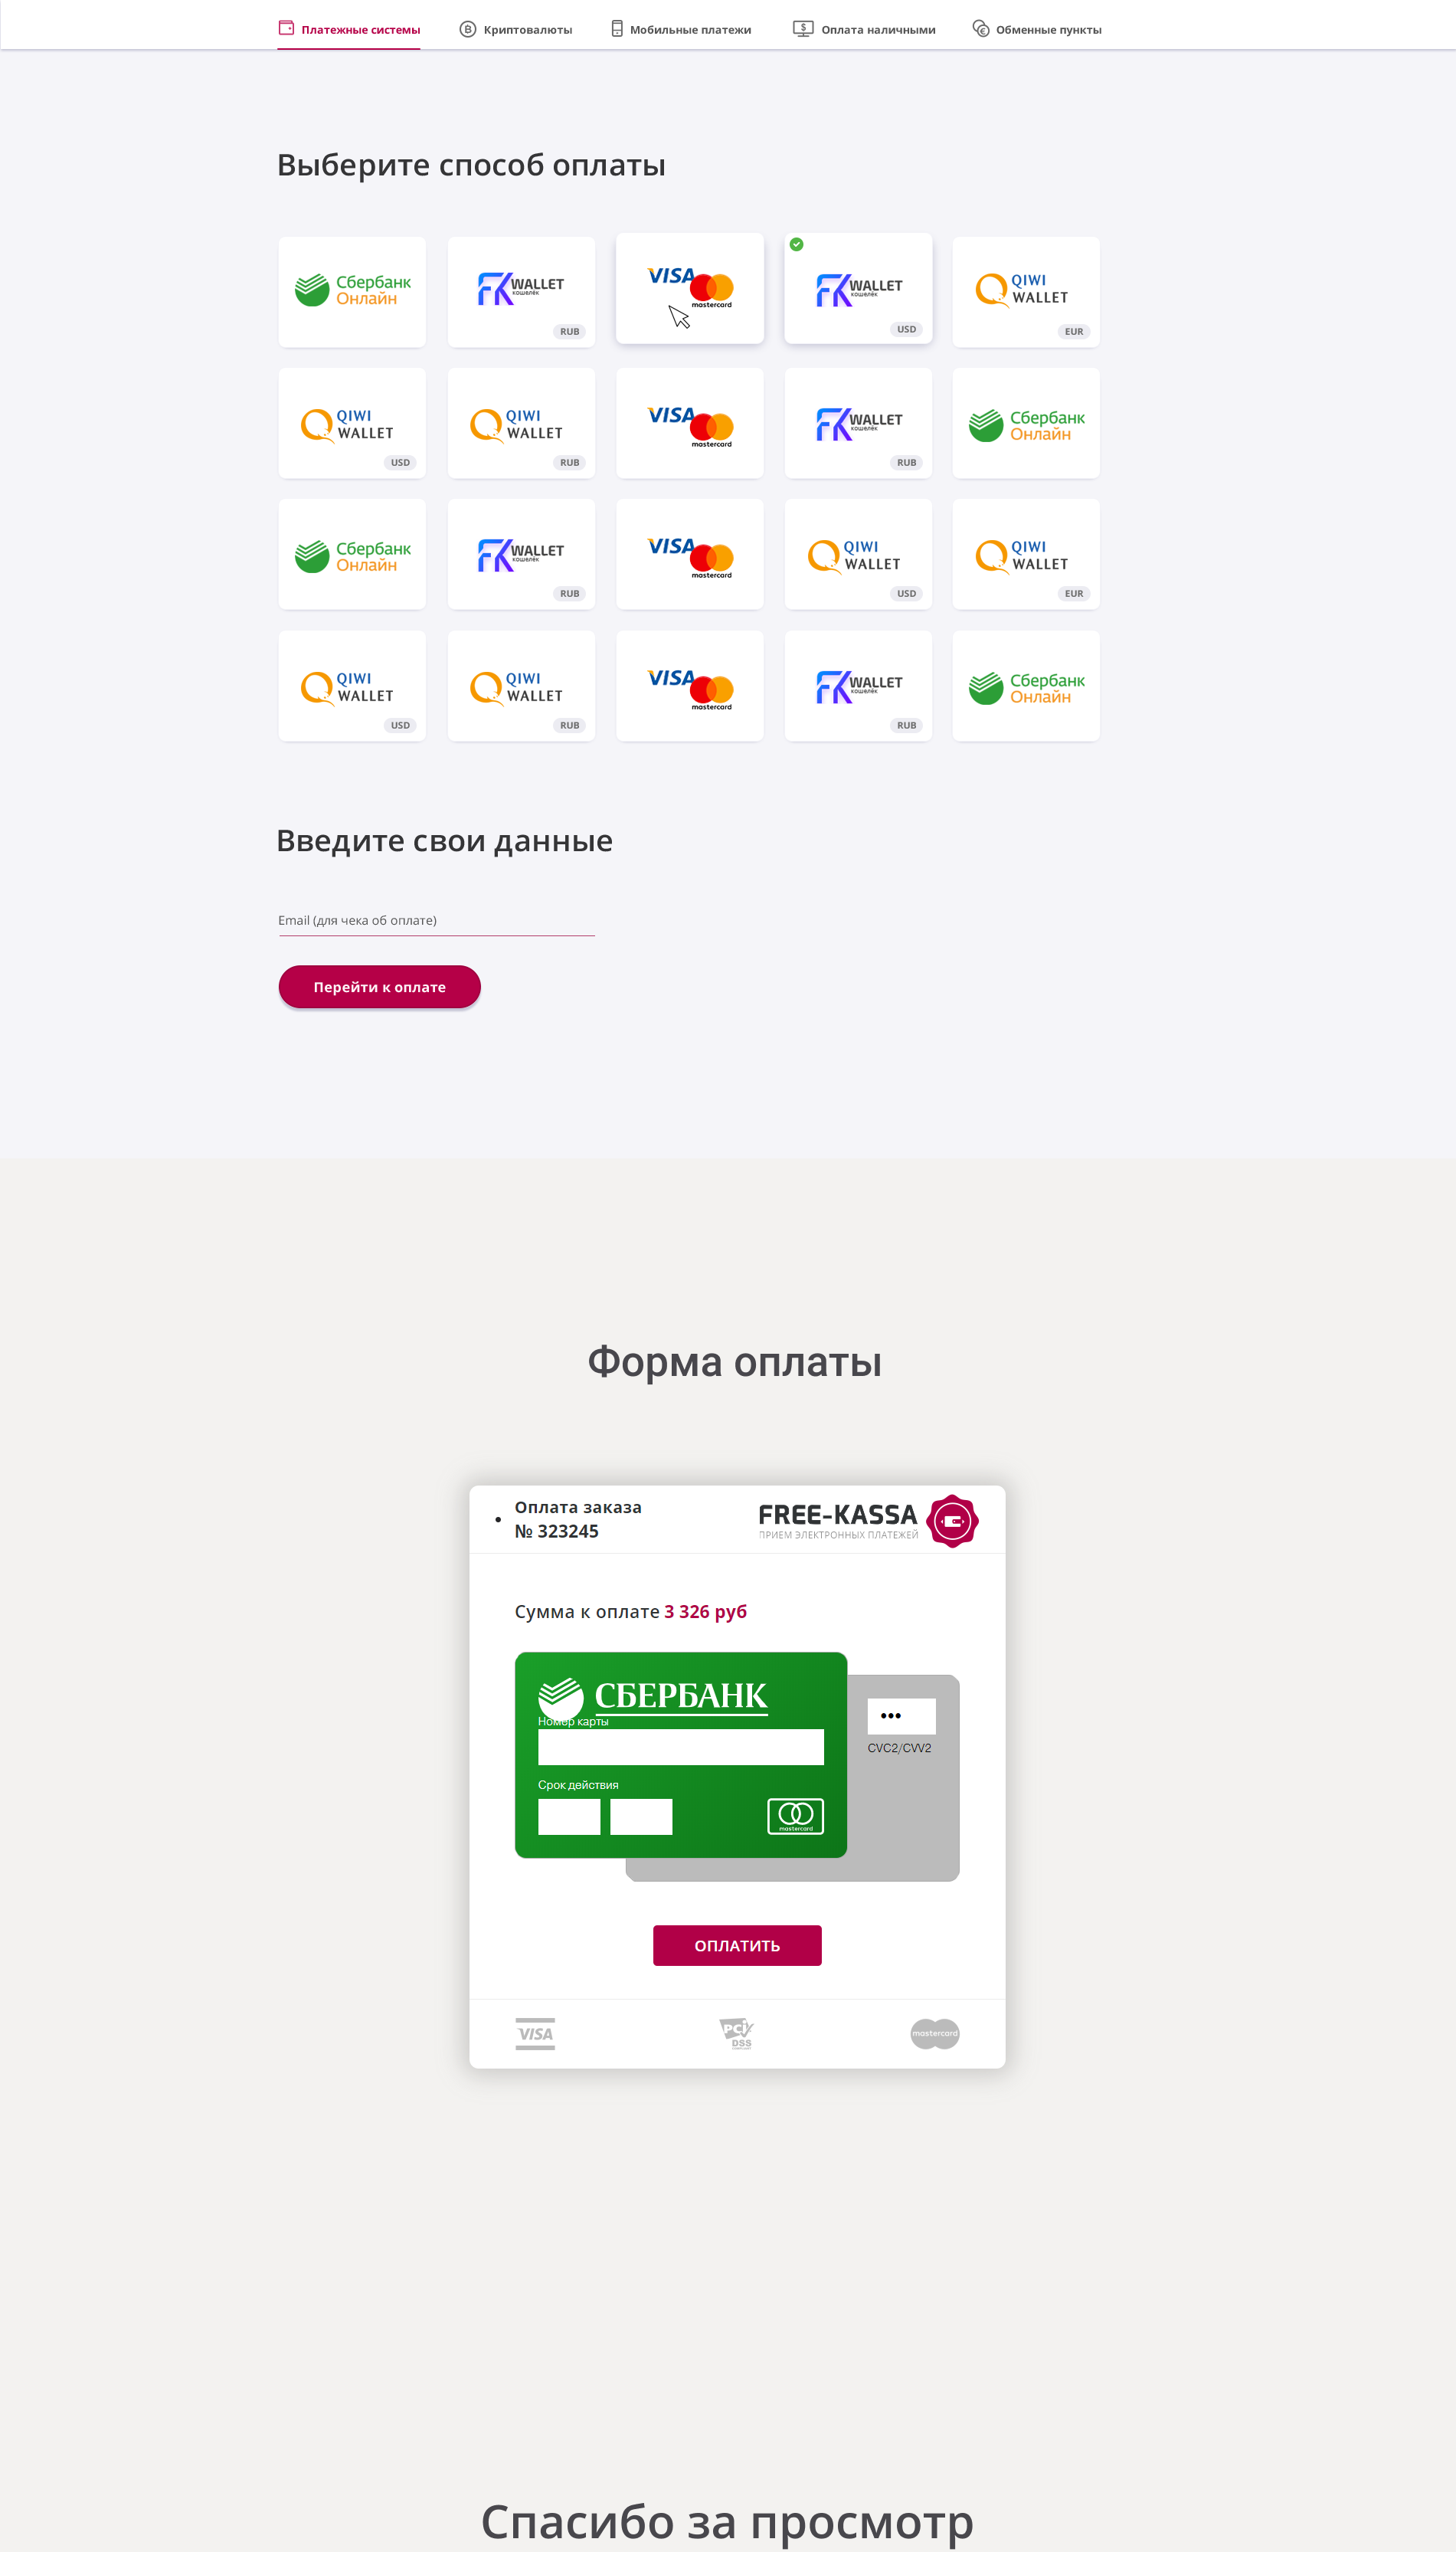 Платежные системы
Криптовалюты
Мобильные платежи
Оплата наличными
Обменные пункты
Выберите способ оплаты
Сбербанк
Онлайн
FK WALLET
кошелёк
RUB
VISA
mastercard
FK WALLET
кошелёк
USD
QIWI
WALLET
EUR
QIWI
WALLET
USD
QIWI
WALLET
RUB
VISA
mastercard
FK WALLET
кошелёк
RUB
Сбербанк
Онлайн
Сбербанк
Онлайн
FK WALLET
кошелёк
RUB
VISA
mastercard
QIWI
WALLET
USD
QIWI
WALLET
EUR
QIWI
WALLET
USD
QIWI
WALLET
RUB
VISA
mastercard
FK WALLET
кошелёк
RUB
Сбербанк
Онлайн
Введите свои данные
Email (для чека об оплате)
Перейти к оплате
Форма оплаты
Оплата заказа
№ 323245
FREE-KASSA
ПРИЕМ ЭЛЕКТРОННЫХ ПЛАТЕЖЕЙ
Сумма к оплате 3 326 руб
СБЕРБАНК
Номер карты
CVC2/CVV2
Срок действия
mastercard
ОПЛАТИТЬ
VISA
PCI
DSS
mastercard
Спасибо за просмотр